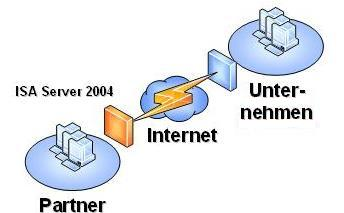 ISA Server 2004
Unter-
nehmen
Internet
Partner